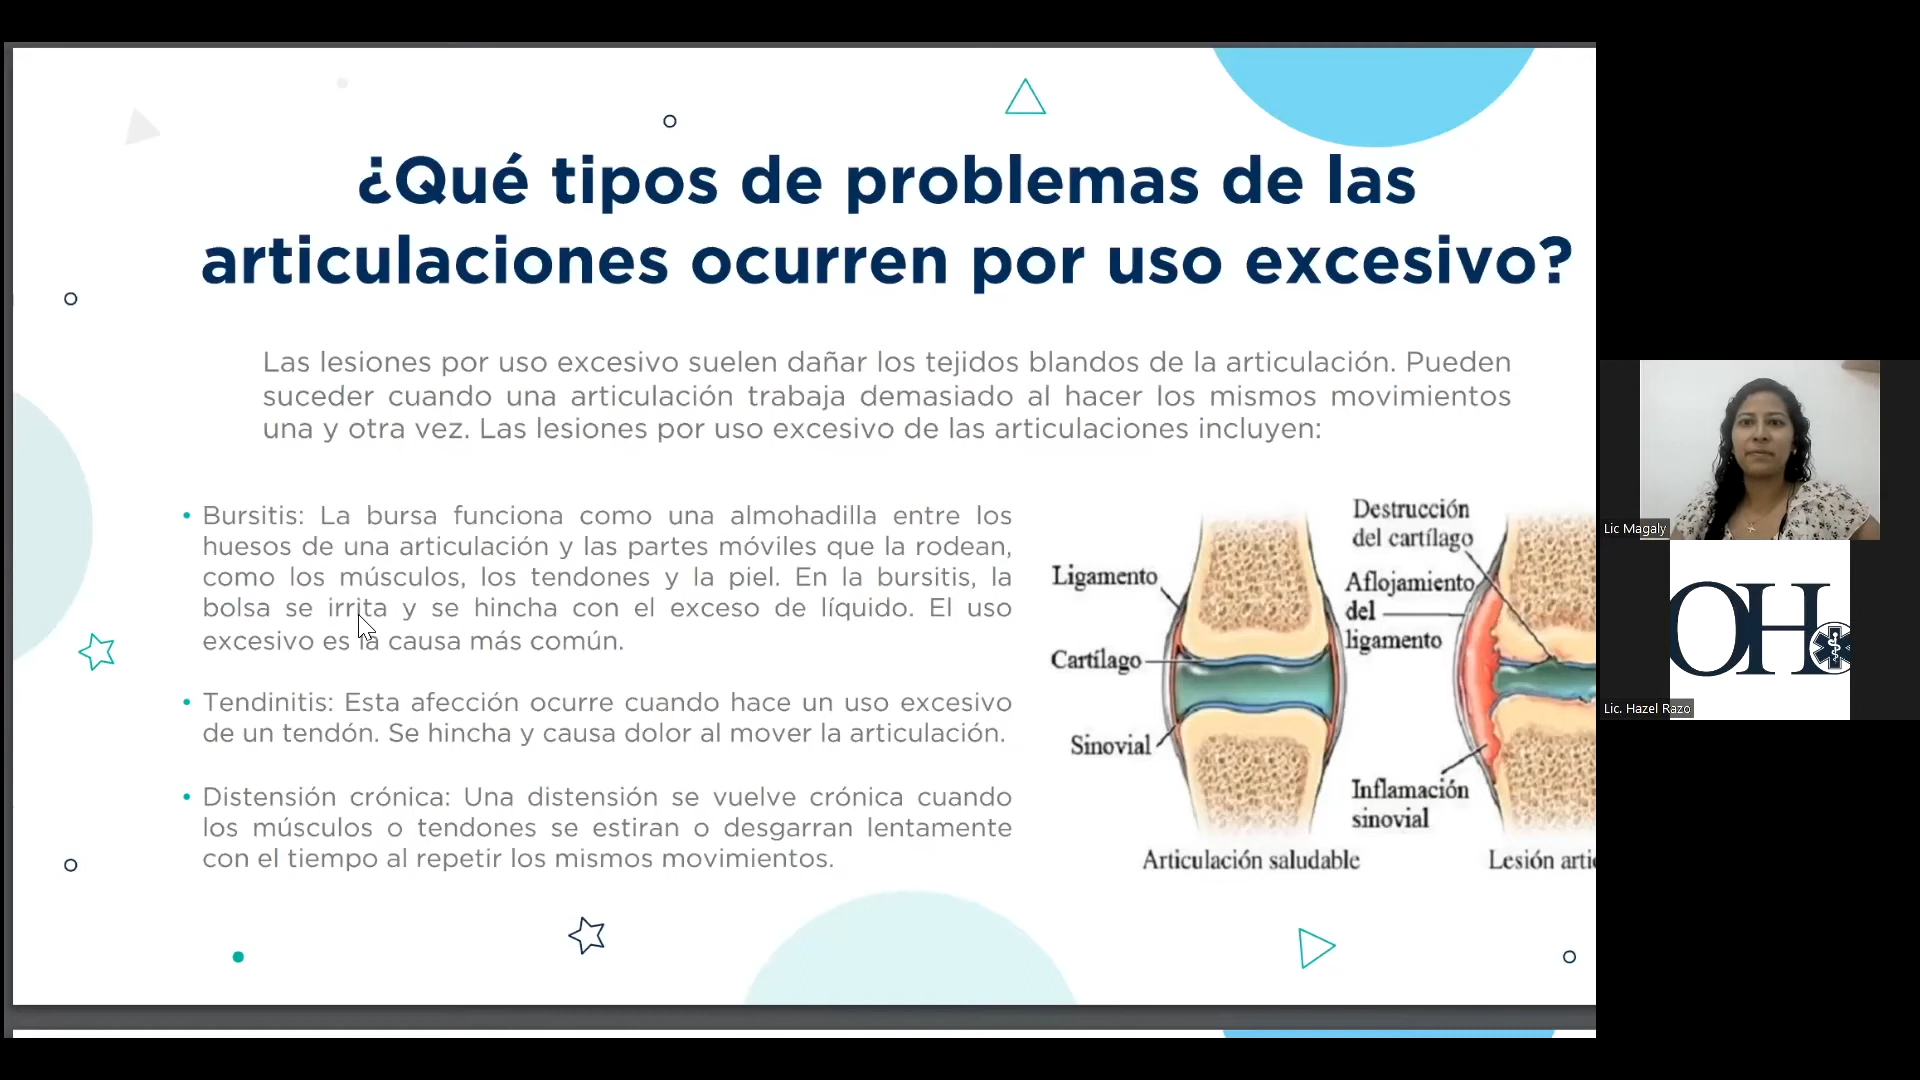 ¿Qué tipos de problemas de las
articulaciones ocurren por uso excesivo?
Las lesiones por uso excesivo suelen dañar los tejidos blandos de la articulación. Pueden
suceder cuando una articulación trabaja demasiado al hacer los mismos movimientos
una y otra vez. Las lesiones por uso excesivo de las articulaciones incluyen:
• Bursitis: La bursa funciona como una almohadilla entre los
huesos de una articulación y las partes móviles que la rodean,
como los músculos, los tendones y la piel. En la bursitis, la
bolsa se irrita y se hincha con el exceso de líquido. El uso
excesivo es la causa más común.
• Tendinitis: Esta afección ocurre cuando hace un uso excesivo
de un tendón. Se hincha y causa dolor al mover la articulación.
• Distensión crónica: Una distensión se vuelve crónica cuando
los músculos o tendones se estiran o desgarran lentamente
con el tiempo al repetir los mismos movimientos.
Ligamento
Cartílago
Sinovial
Articulación saludable
Destrucción
del cartílago
Aflojamiento
del
ligamento
Inflamación
sinovial
Lesión arti
Lic Magaly
OH
Lic. Hazel Razo